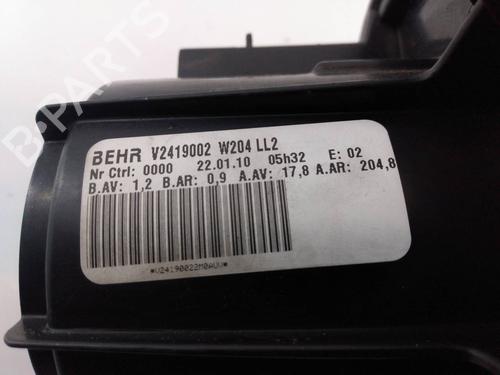 B-PARTS
BEHR V2419002 W204 LL2
Nr Ctrl: 0000 22.01.10 05h32 E: 02
B.AV: 1,2 B.AR: 0,9 A.AV: 17,8 A.AR: 204,8